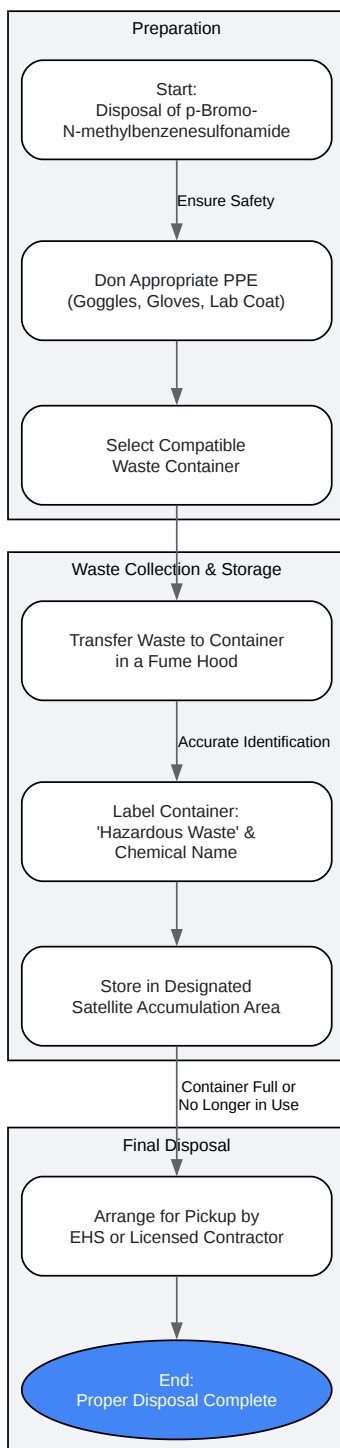 Preparation
Start:
Disposal of p-Bromo-
N-methylbenzenesulfonamide
Ensure Safety
Don Appropriate PPE
(Goggles, Gloves, Lab Coat)
Select Compatible
Waste Container
Waste Collection & Storage
Transfer Waste to Container
in a Fume Hood
Accurate Identification
Label Container:
'Hazardous Waste' &
Chemical Name
Store in Designated
Satellite Accumulation Area
Container Full or
No Longer in Use
Final Disposal
Arrange for Pickup by
EHS or Licensed Contractor
End:
Proper Disposal Complete